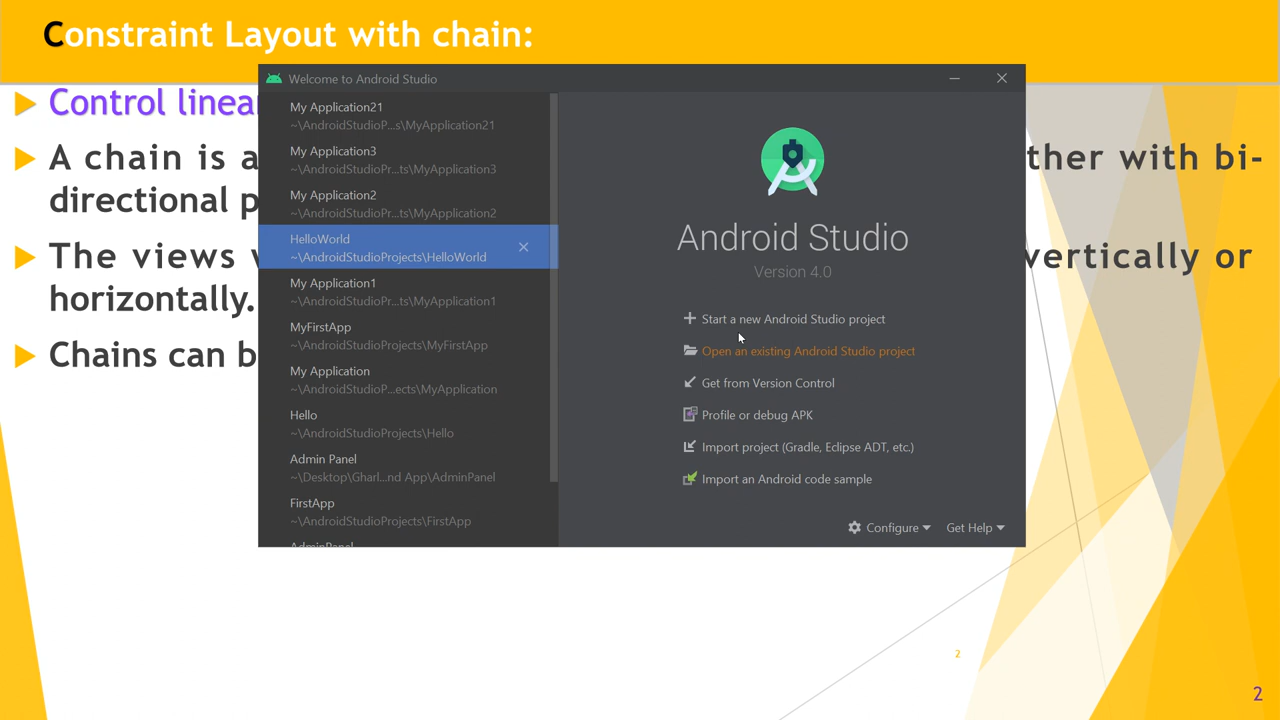 Constraint Layout with chain:
Control linea
A chain is a
ther with bi-
directional p
The views
vertically or
horizontally.
Chains can b
Welcome to Android Studio
My Application21
~\AndroidStudioP...s\MyApplication21
My Application3
~\AndroidStudioPr...ts\MyApplication3
My Application2
~\AndroidStudioPr...ts\MyApplication2
HelloWorld
~\AndroidStudioProjects\HelloWorld
My Application1
~\AndroidStudioPr...ts\MyApplication1
MyFirstApp
~\AndroidStudioProjects\MyFirstApp
My Application
~\AndroidStudioP...ects\MyApplication
Hello
~\AndroidStudioProjects\Hello
Admin Panel
~\Desktop\Gharl...nd App\AdminPanel
FirstApp
~\AndroidStudioProjects\FirstApp
AdminPanel
Android Studio
Version 4.0
Start a new Android Studio project
Open an existing Android Studio project
Get from Version Control
Profile or debug APK
Import project (Gradle, Eclipse ADT, etc.)
Import an Android code sample
Configure
Get Help
2
2